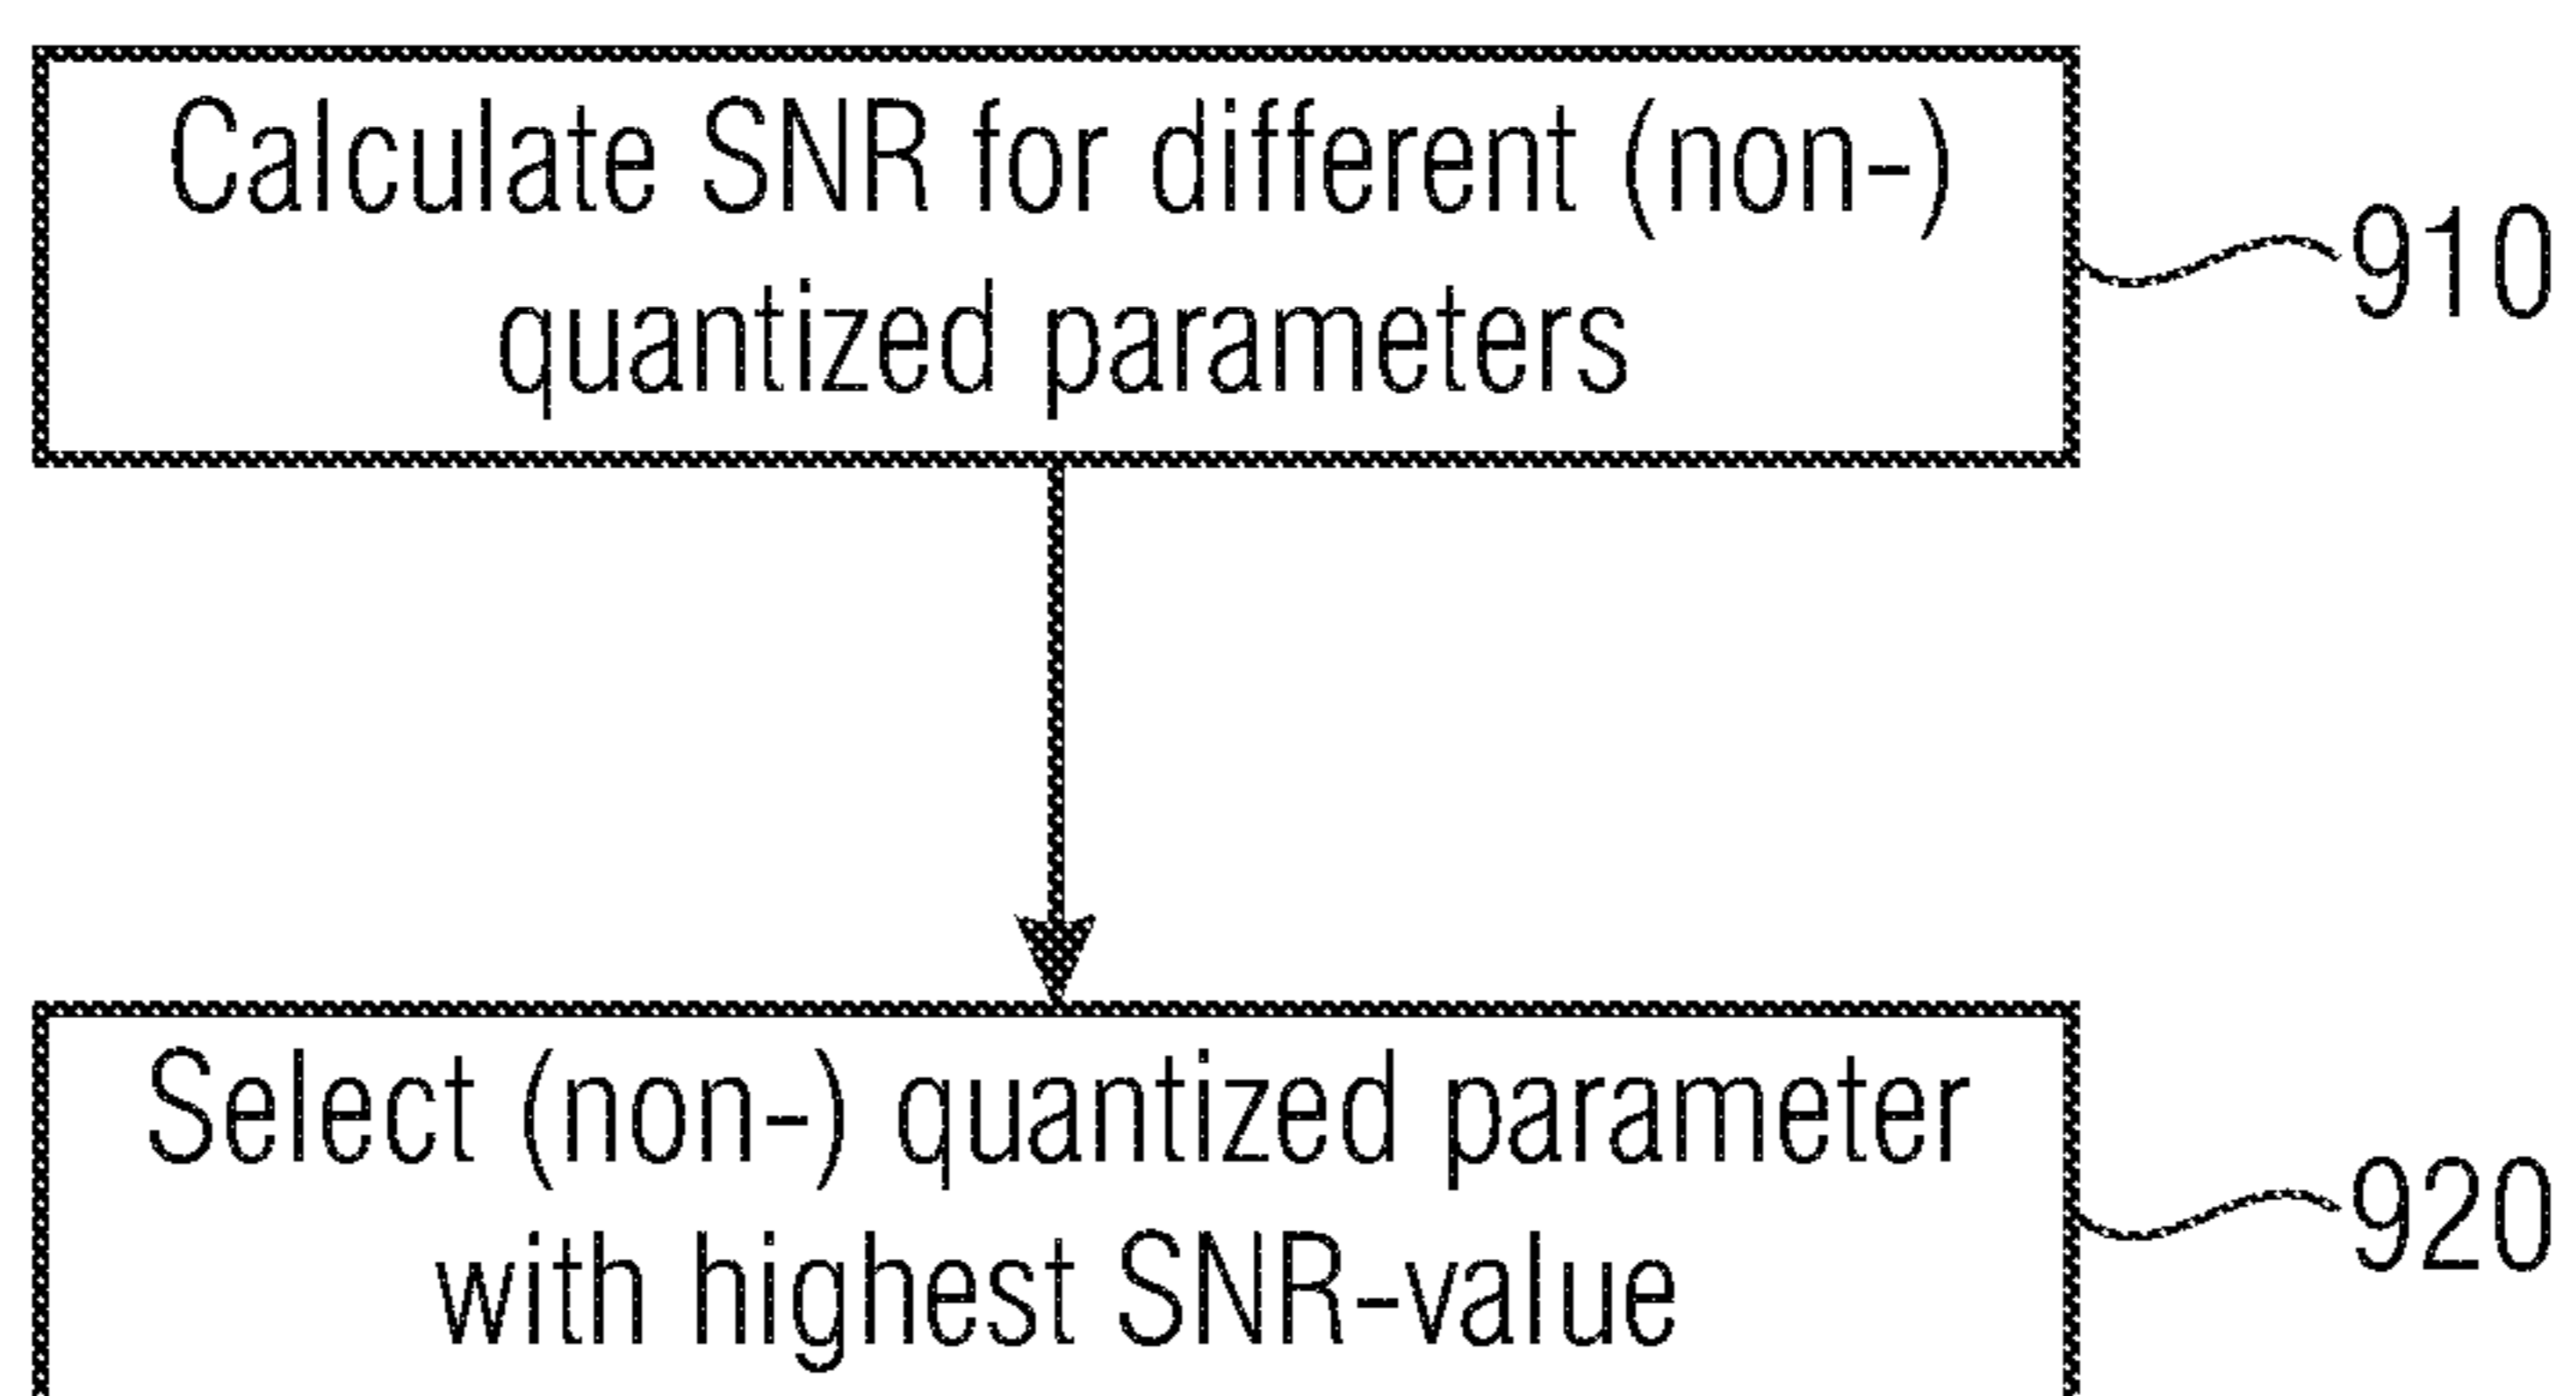 Calculate SNR for different (non-)
quantized parameters
910
Select (non-) quantized parameter
with highest SNR-value
920